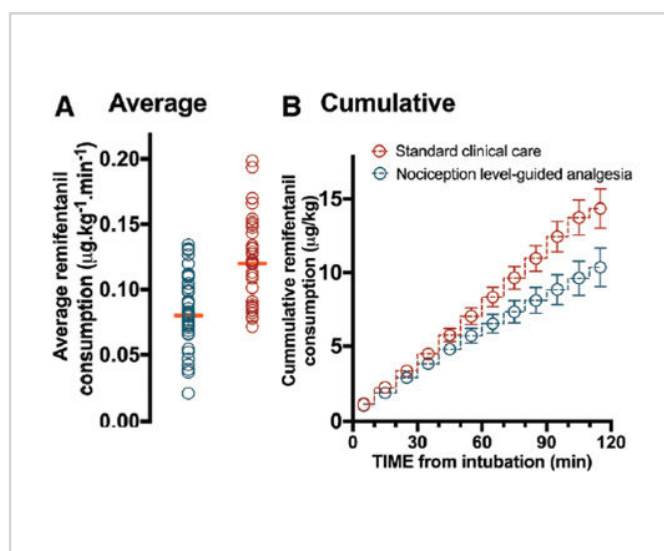 A Average
Average remifentanil
consumption (µg.kg⁻¹.min⁻¹)
0.20
0.15
0.10
0.05
0.00
B Cumulative
Standard clinical care
Nociception level-guided analgesia
Cummulative remifentanil
consumption (µg/kg)
15
10
5
0
0 30 60 90 120
TIME from intubation (min)